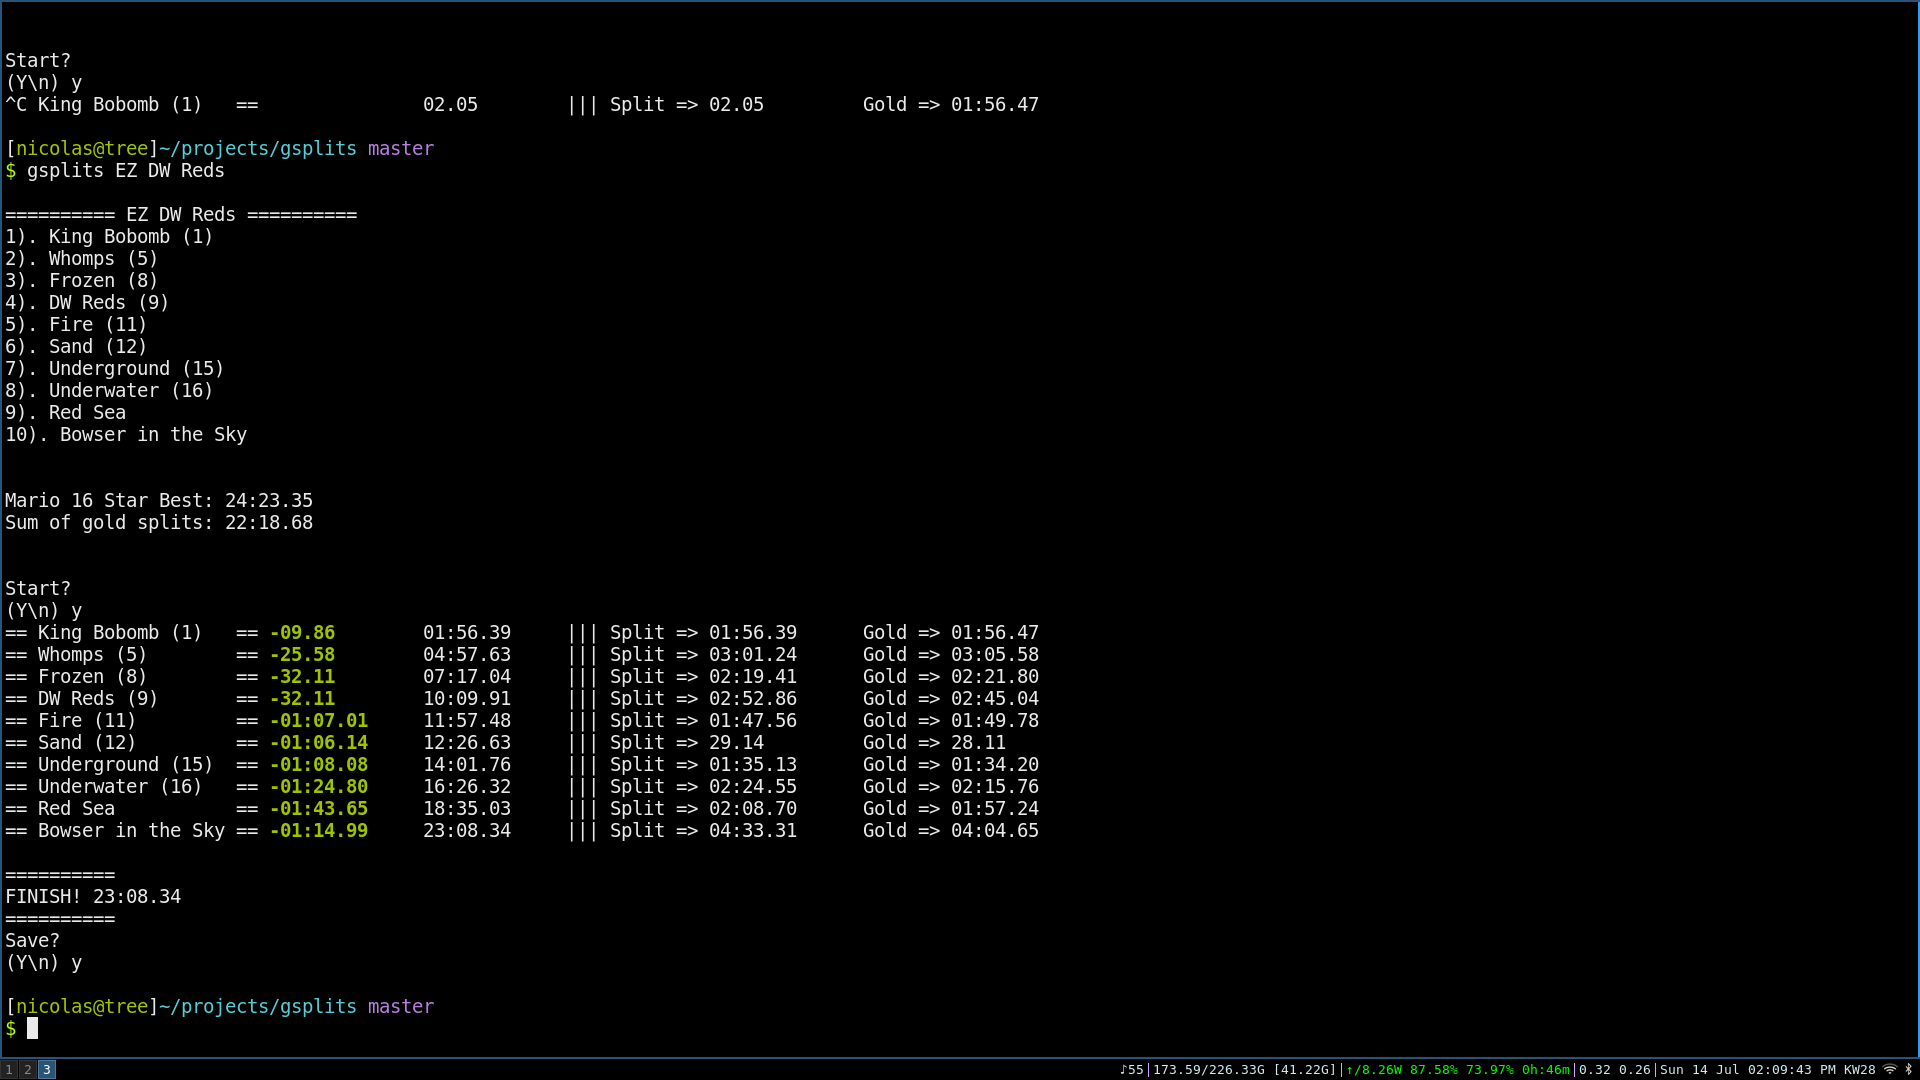 Start?
(Y\n) y
^C King Bobomb (1)   ==               02.05        ||| Split => 02.05         Gold => 01:56.47
[nicolas@tree]~/projects/gsplits master
$ gsplits EZ DW Reds
========== EZ DW Reds ==========
1). King Bobomb (1)
2). Whomps (5)
3). Frozen (8)
4). DW Reds (9)
5). Fire (11)
6). Sand (12)
7). Underground (15)
8). Underwater (16)
9). Red Sea
10). Bowser in the Sky
Mario 16 Star Best: 24:23.35
Sum of gold splits: 22:18.68
Start?
(Y\n) y
== King Bobomb (1)   == -09.86        01:56.39     ||| Split => 01:56.39      Gold => 01:56.47
== Whomps (5)        == -25.58        04:57.63     ||| Split => 03:01.24      Gold => 03:05.58
== Frozen (8)        == -32.11        07:17.04     ||| Split => 02:19.41      Gold => 02:21.80
== DW Reds (9)       == -32.11        10:09.91     ||| Split => 02:52.86      Gold => 02:45.04
== Fire (11)         == -01:07.01     11:57.48     ||| Split => 01:47.56      Gold => 01:49.78
== Sand (12)         == -01:06.14     12:26.63     ||| Split => 29.14         Gold => 28.11
== Underground (15)  == -01:08.08     14:01.76     ||| Split => 01:35.13      Gold => 01:34.20
== Underwater (16)   == -01:24.80     16:26.32     ||| Split => 02:24.55      Gold => 02:15.76
== Red Sea           == -01:43.65     18:35.03     ||| Split => 02:08.70      Gold => 01:57.24
== Bowser in the Sky == -01:14.99     23:08.34     ||| Split => 04:33.31      Gold => 04:04.65
==========
FINISH! 23:08.34
==========
Save?
(Y\n) y
[nicolas@tree]~/projects/gsplits master
$
1 2 3 ♪55|173.59/226.33G [41.22G]|↑/8.26W 87.58% 73.97% 0h:46m|0.32 0.26|Sun 14 Jul 02:09:43 PM KW28